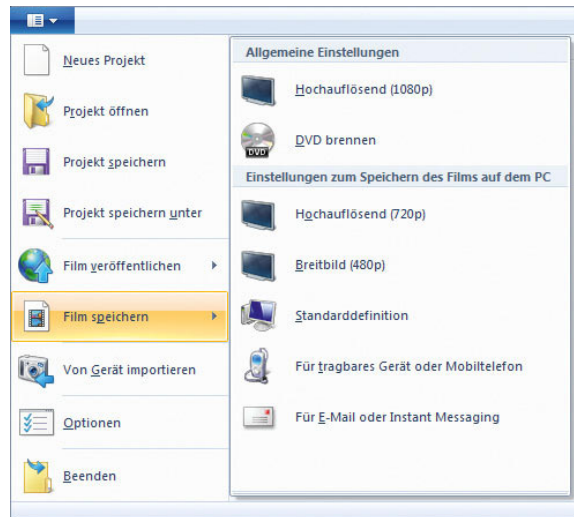 Neues Projekt
Projekt öffnen
Projekt speichern
Projekt speichern unter
Film veröffentlichen
Film speichern
Von Gerät importieren
Optionen
Beenden
Allgemeine Einstellungen
Hochauflösend (1080p)
DVD
DVD brennen
Einstellungen zum Speichern des Films auf dem PC
Hochauflösend (720p)
Breitbild (480p)
Standarddefinition
Für tragbares Gerät oder Mobiltelefon
Für E-Mail oder Instant Messaging